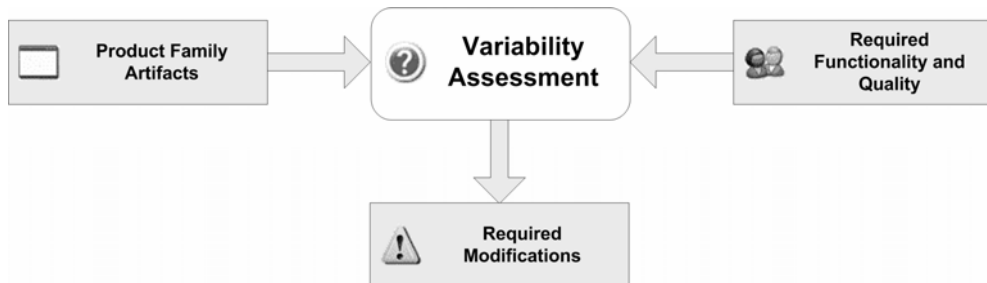 Product Family
Artifacts
Variability
Assessment
Required
Functionality and
Quality
Required
Modifications